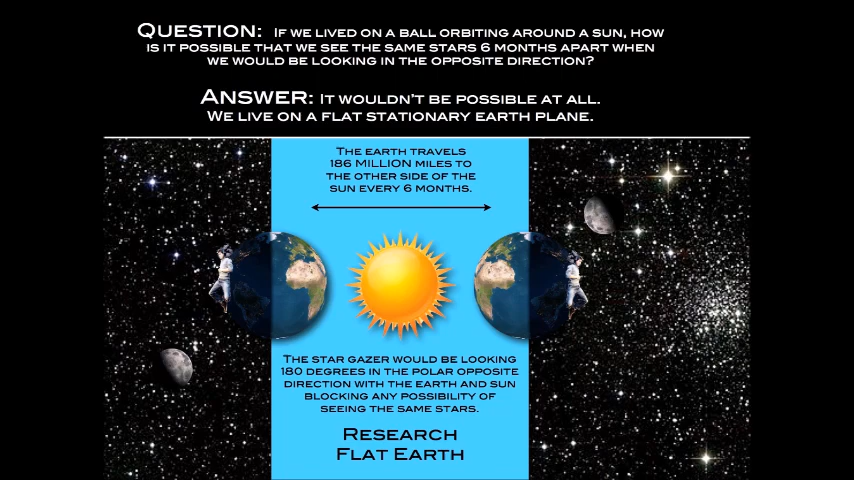 QUESTION: IF WE LIVED ON A BALL ORBITING AROUND A SUN, HOW
IS IT POSSIBLE THAT WE SEE THE SAME STARS 6 MONTHS APART WHEN
WE WOULD BE LOOKING IN THE OPPOSITE DIRECTION?
ANSWER: IT WOULDN'T BE POSSIBLE AT ALL.
WE LIVE ON A FLAT STATIONARY EARTH PLANE.
THE EARTH TRAVELS
186 MILLION MILES TO
THE OTHER SIDE OF THE
SUN EVERY 6 MONTHS.
THE STAR GAZER WOULD BE LOOKING
180 DEGREES IN THE POLAR OPPOSITE
DIRECTION WITH THE EARTH AND SUN
BLOCKING ANY POSSIBILITY OF
SEEING THE SAME STARS.
RESEARCH
FLAT EARTH